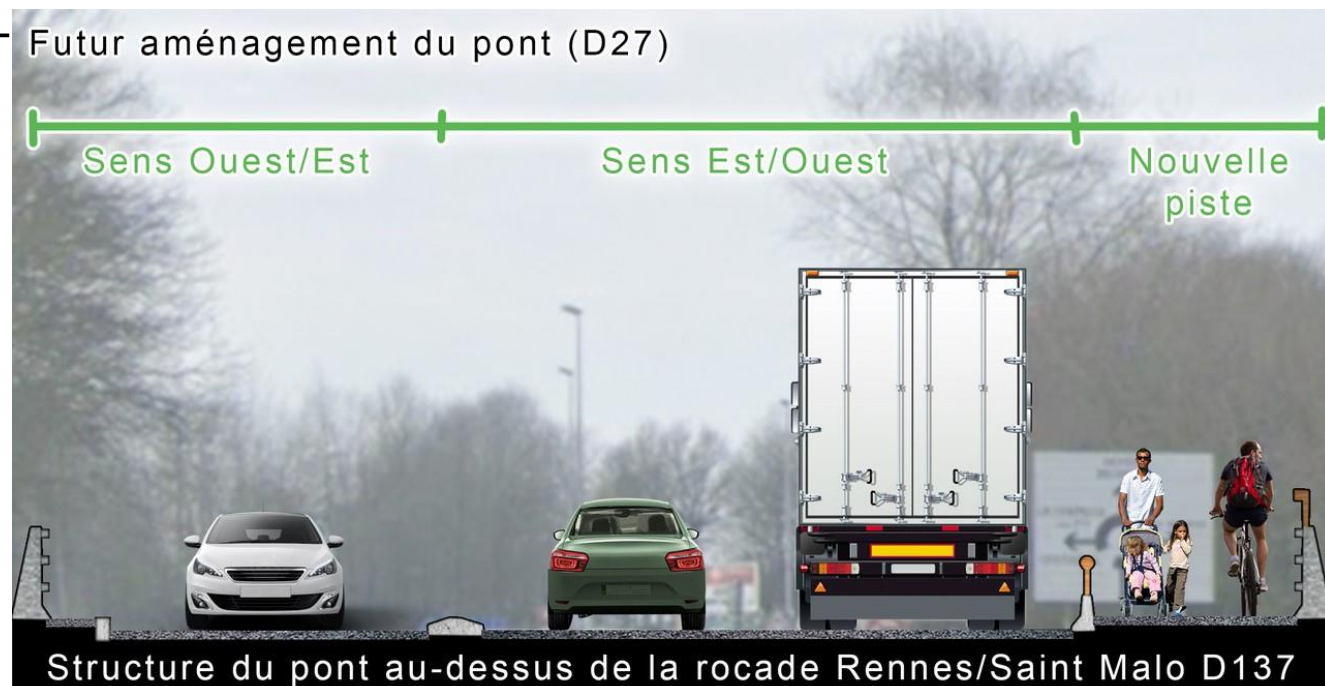 Futur aménagement du pont (D27)
Sens Ouest/Est
Sens Est/Ouest
Nouvelle
piste
Structure du pont au-dessus de la rocade Rennes/Saint Malo D137